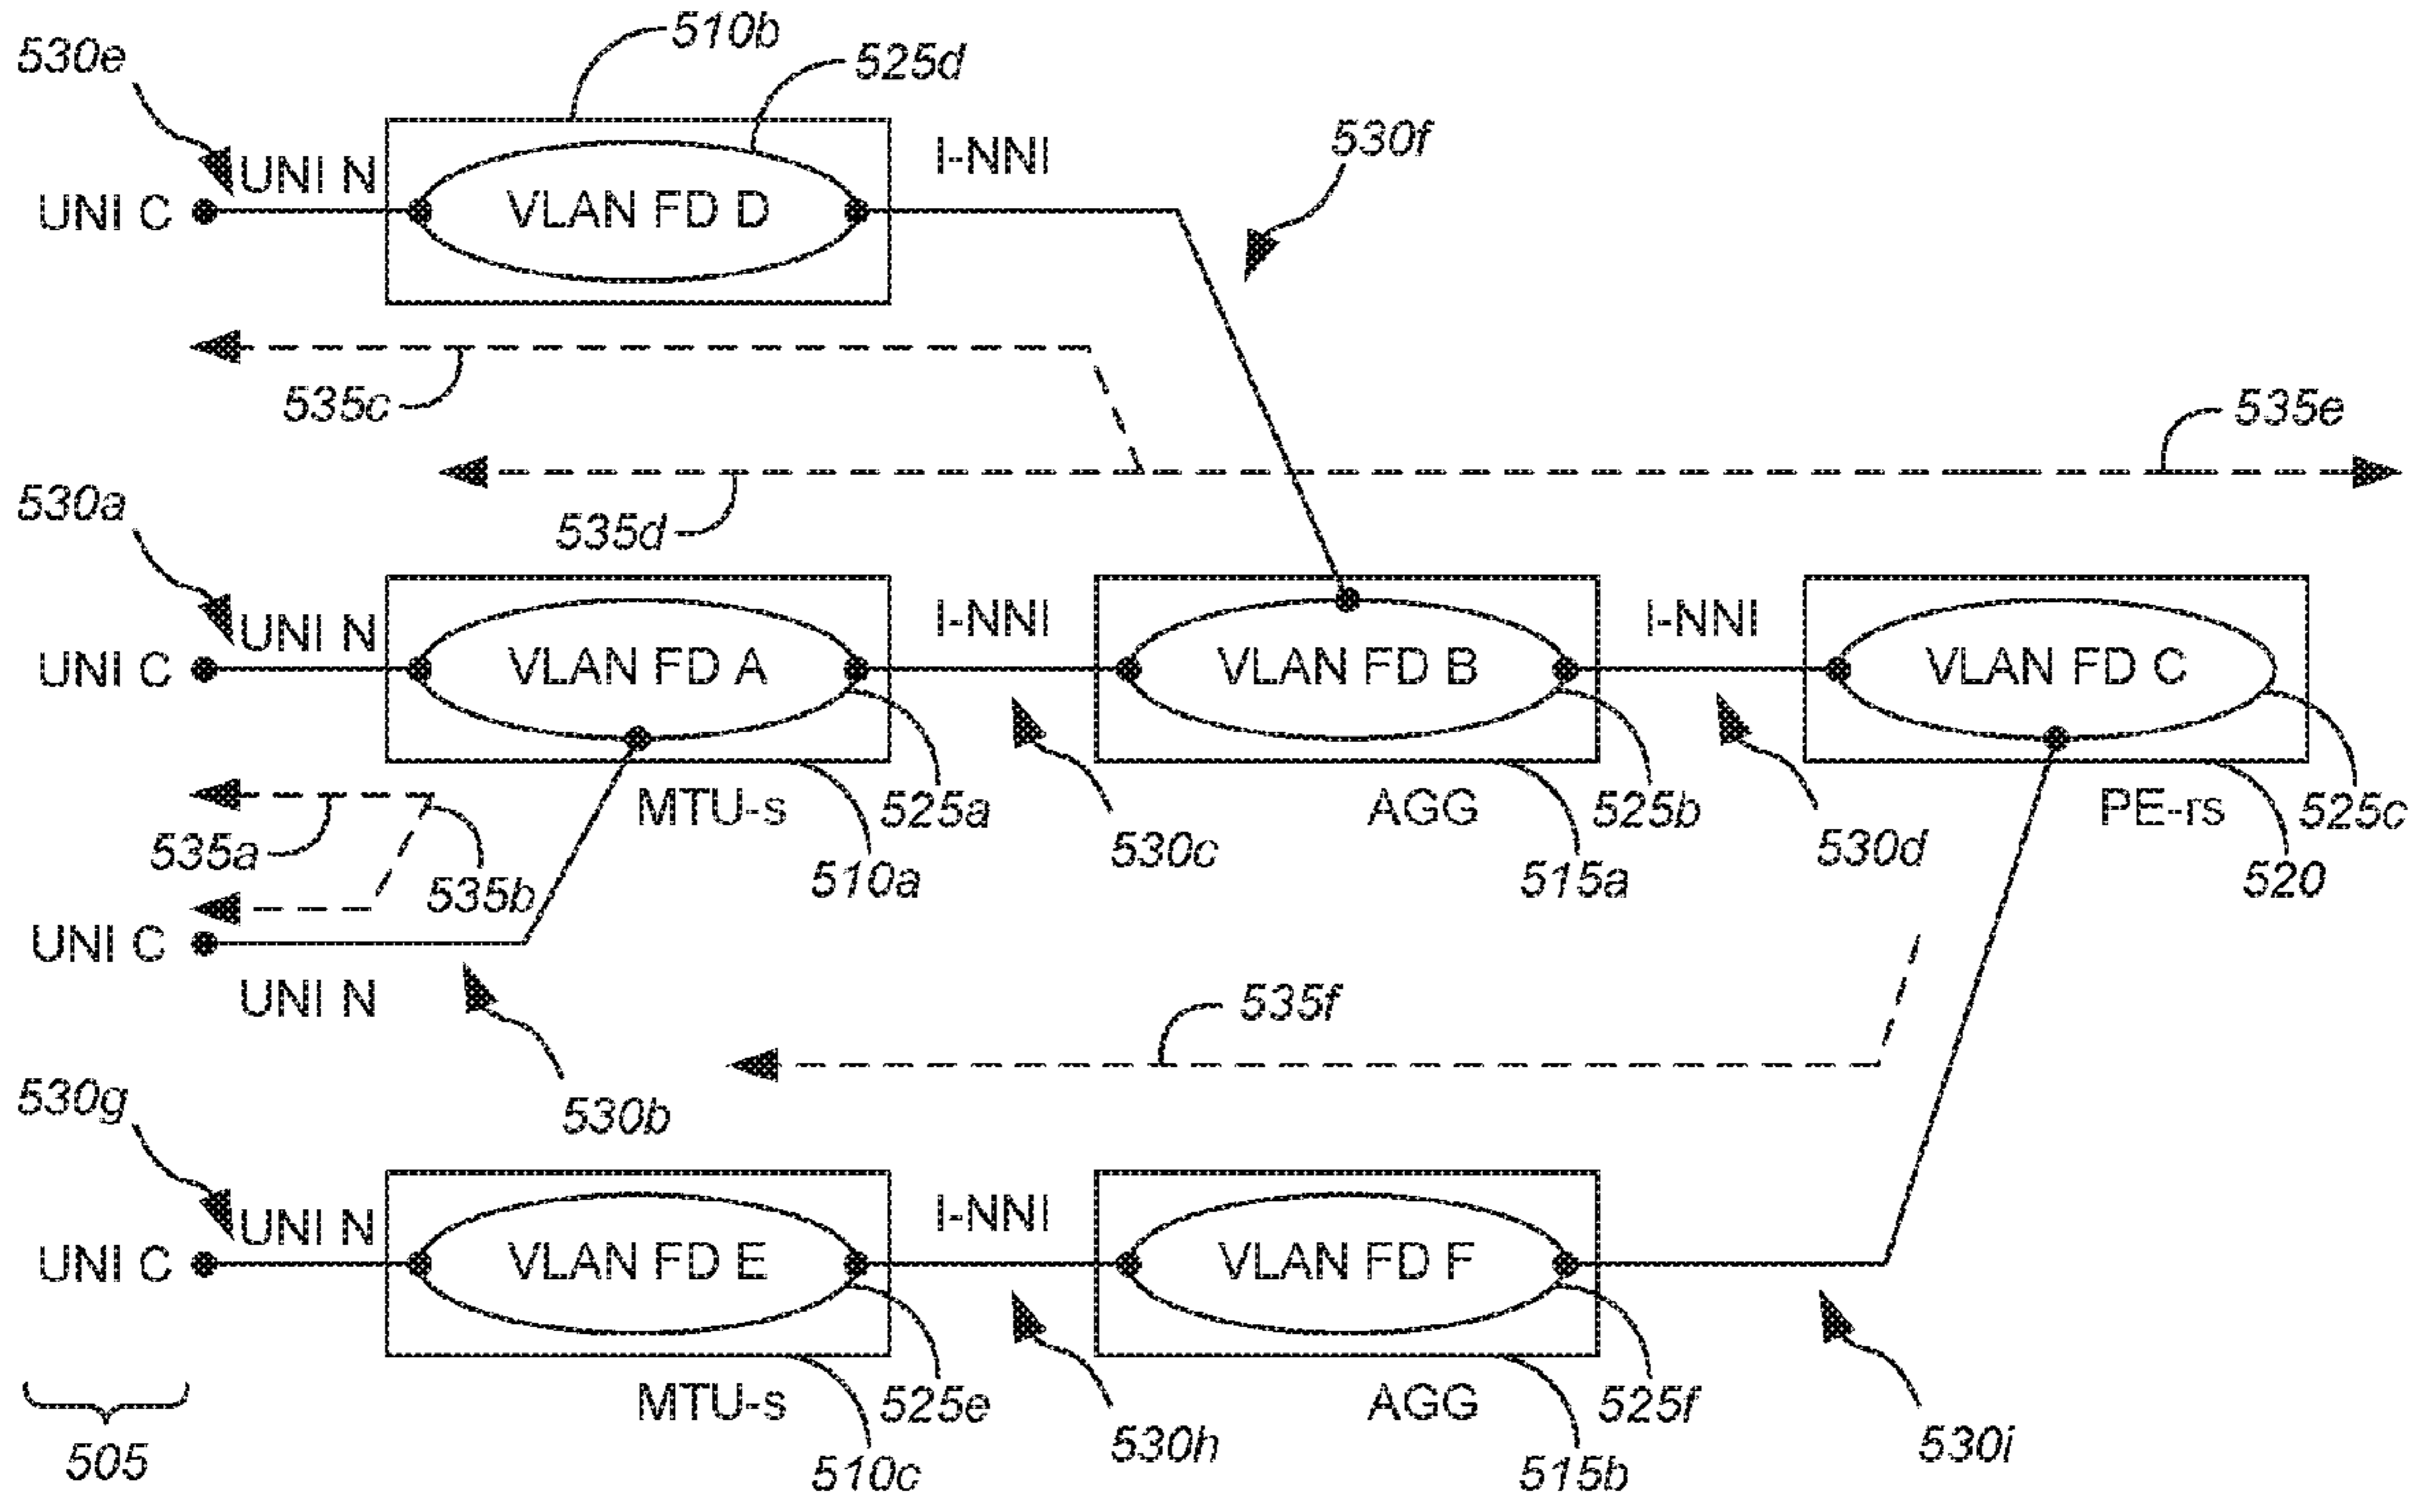 510b
530e
525d
530f
UNI N
I-NNI
UNI C
VLAN FD D
535c
535e
530a
535d
UNI N
I-NNI
I-NNI
UNI C
VLAN FD A
VLAN FD B
VLAN FD C
MTU-s
525a
AGG
525b
PE-rs
525c
535a
535b
530c
530d
510a
515a
520
UNI C
UNI N
535f
530g
530b
UNI N
I-NNI
UNI C
VLAN FD E
VLAN FD F
MTU-s
525e
AGG
525f
505
510c
530h
515b
530i